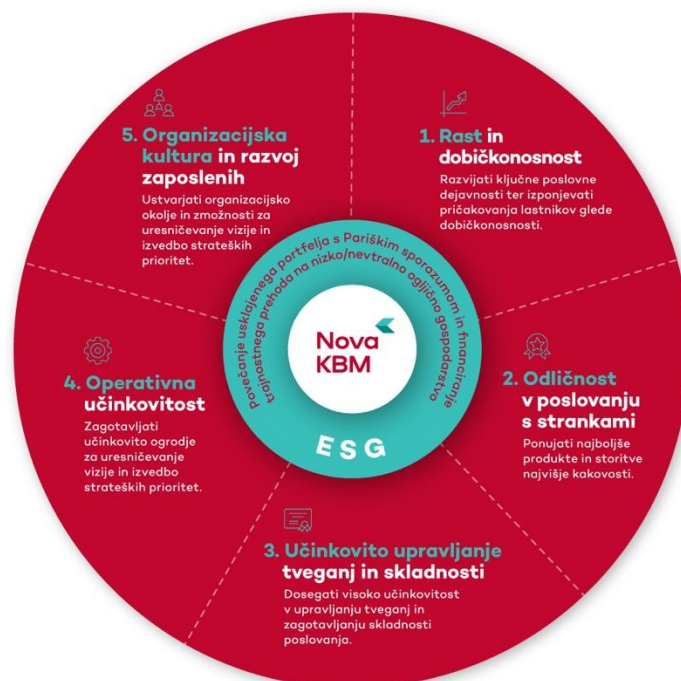 1. Rast in
dobičkonosnost
Razvijati ključne poslovne
dejavnosti ter izponjevati
pričakovanja lastnikov glede
dobičkonosnosti.
2. Odličnost
v poslovanju
s strankami
Ponujati najboljše
produkte in storitve
najvišje kakovosti.
3. Učinkovito upravljanje
tveganj in skladnosti
Dosegati visoko učinkovitost
v upravljanju tveganj in
zagotavljanju skladnosti
poslovanja.
4. Operativna
učinkovitost
Zagotavljati
učinkovito ogrodje
za uresničevanje
vizije in izvedbo
strateških prioritet.
5. Organizacijska
kultura in razvoj
zaposlenih
Ustvarjati organizacijsko
okolje in zmožnosti za
uresničevanje vizije in
izvedbo strateških
prioritet.
Povečanje usklajenega portfelja s Pariškim sporazumom in financiranje
trajnostnega prehoda na nizko/nevtralno ogljično gospodarstvo
Nova
KBM
ESG